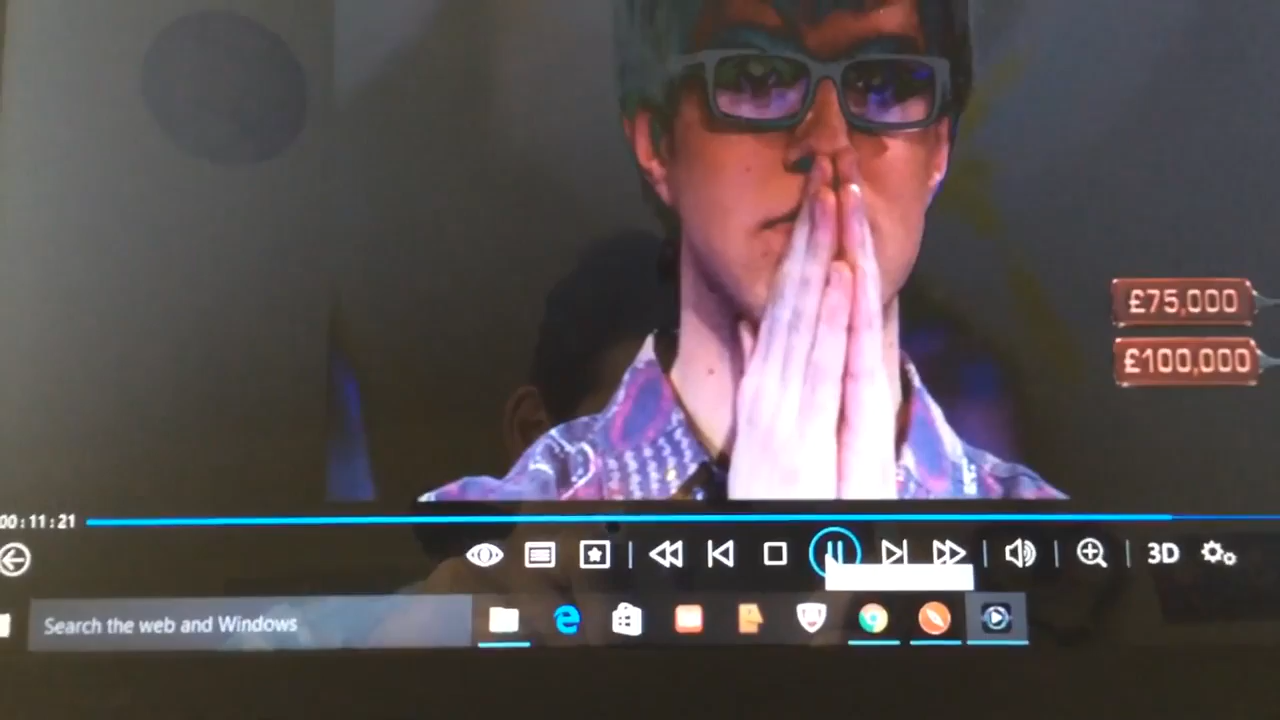 £75,000
£100,000
00:11:21
3D
Search the web and Windows